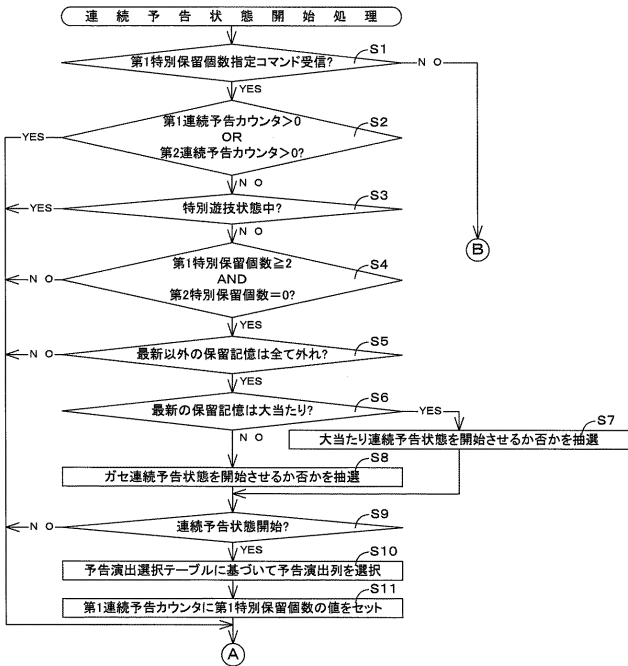 連続予告状態開始処理
S1
第1特別保留個数指定コマンド受信?
NO
YES
S2
第1連続予告カウンタ>0
OR
第2連続予告カウンタ>0?
YES
NO
S3
特別遊技状態中?
YES
NO
B
S4
第1特別保留個数≧2
AND
第2特別保留個数=0?
NO
YES
S5
最新以外の保留記憶は全て外れ?
NO
YES
S6
最新の保留記憶は大当たり?
YES
NO
S7
大当たり連続予告状態を開始させるか否かを抽選
S8
ガセ連続予告状態を開始させるか否かを抽選
S9
連続予告状態開始?
NO
YES
S10
予告演出選択テーブルに基づいて予告演出列を選択
S11
第1連続予告カウンタに第1特別保留個数の値をセット
A